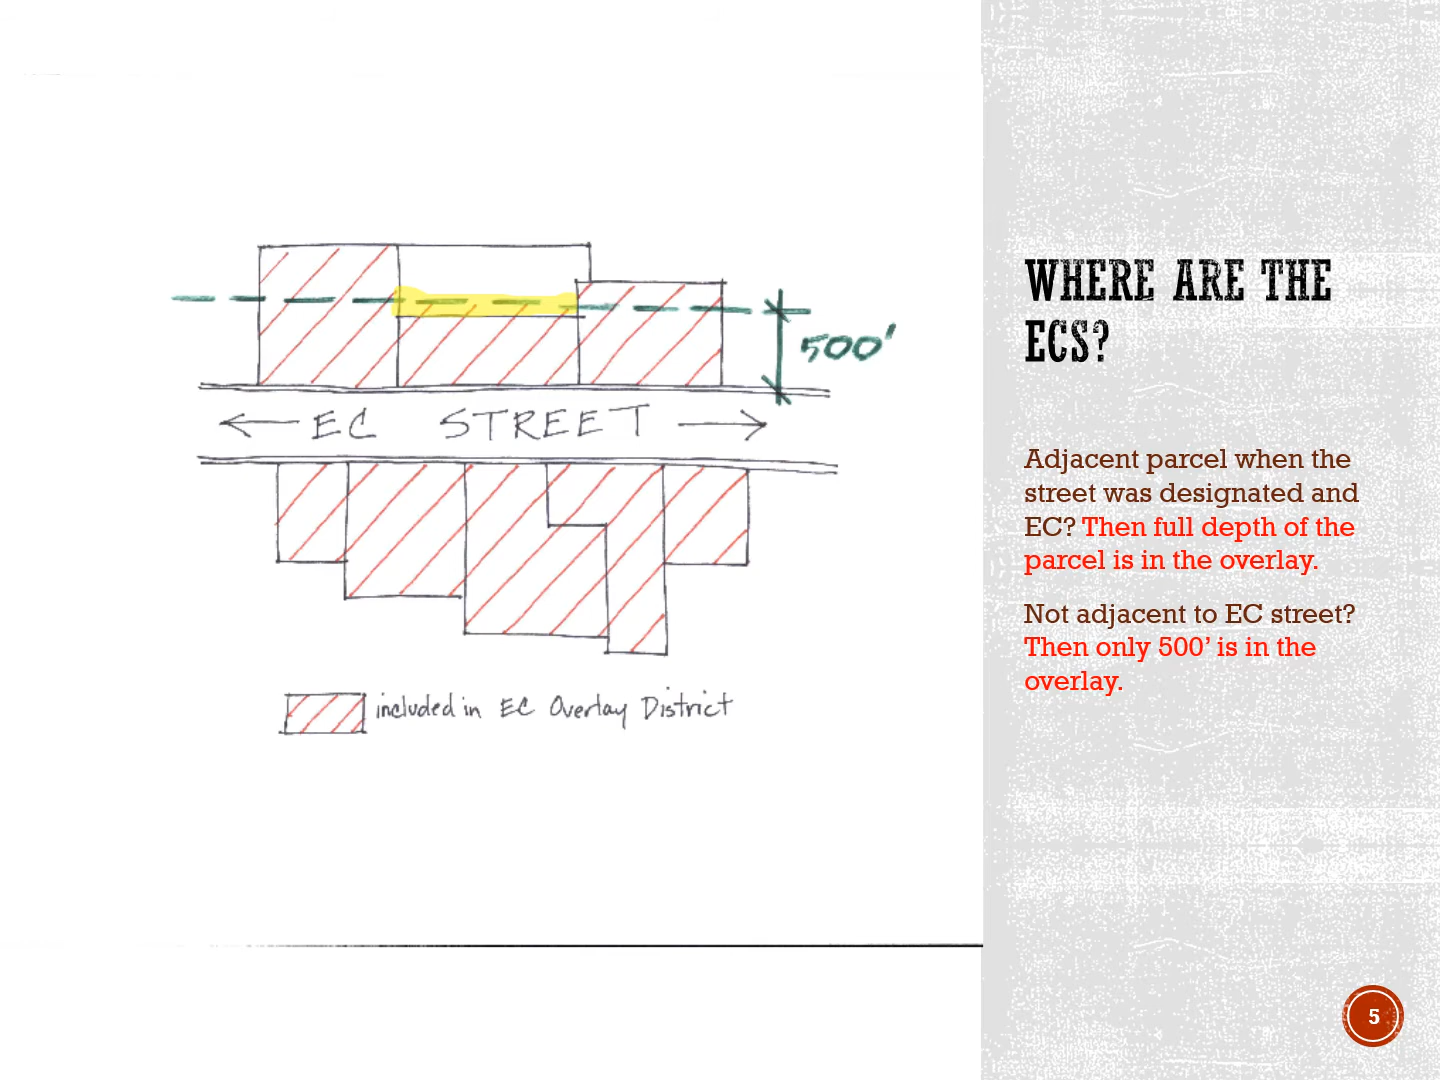 500'
EC STREET
included in EC Overlay District
WHERE ARE THE
ECS?
Adjacent parcel when the
street was designated and
EC? Then full depth of the
parcel is in the overlay.
Not adjacent to EC street?
Then only 500’ is in the
overlay.
5